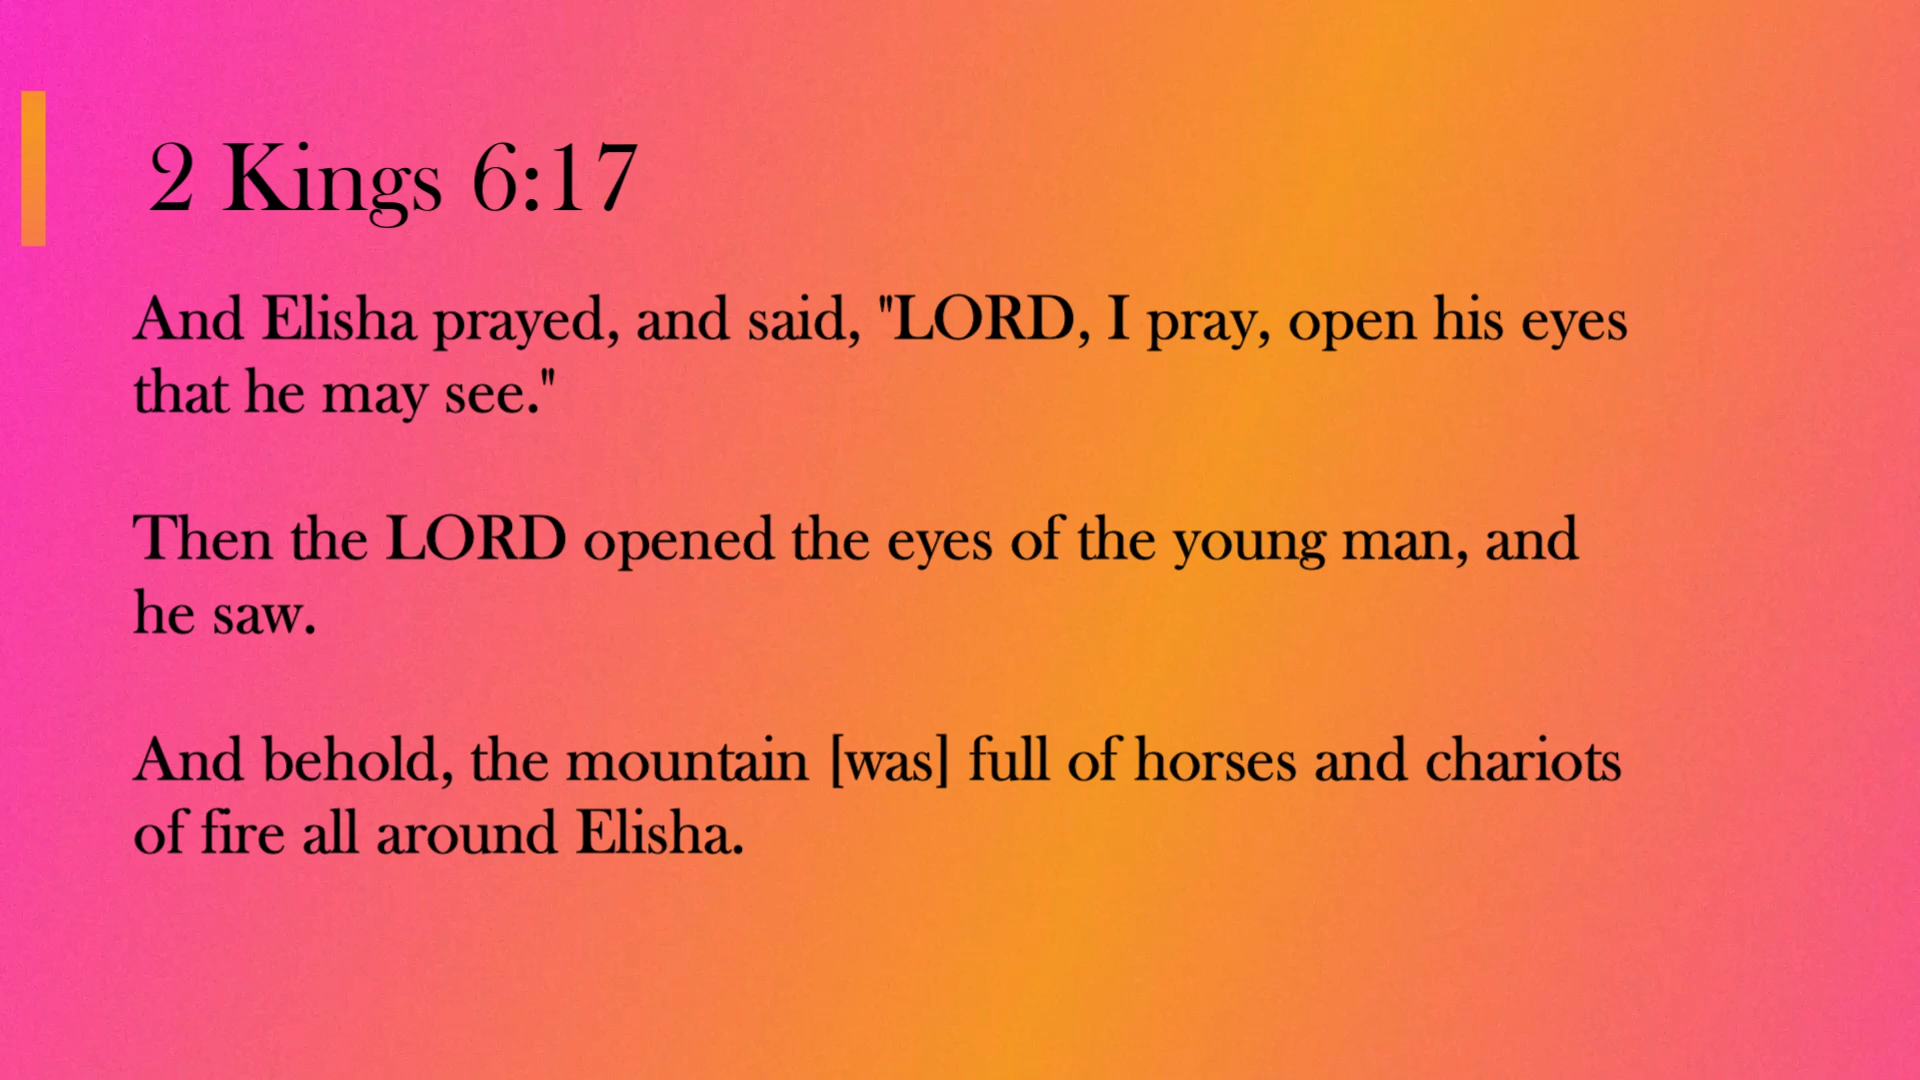 2 Kings 6:17
And Elisha prayed, and said, "LORD, I pray, open his eyes
that he may see."
Then the LORD opened the eyes of the young man, and
he saw.
And behold, the mountain [was] full of horses and chariots
of fire all around Elisha.